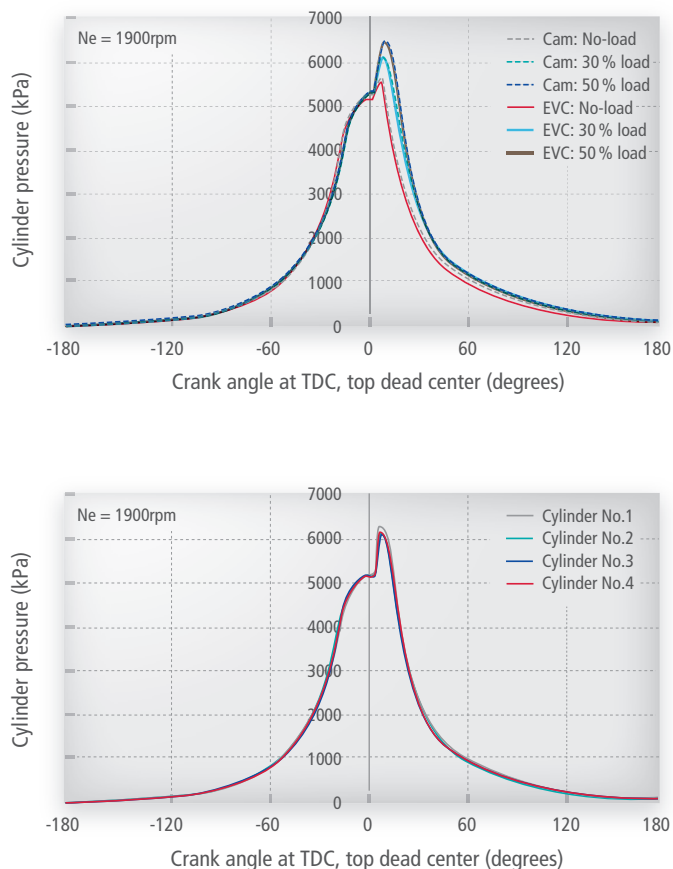 Ne = 1900rpm
Cylinder pressure (kPa)
7000
6000
5000
4000
3000
2000
1000
0
Cam: No-load
Cam: 30 % load
Cam: 50 % load
EVC: No-load
EVC: 30 % load
EVC: 50 % load
-180 -120 -60 0 60 120 180
Crank angle at TDC, top dead center (degrees)
Ne = 1900rpm
Cylinder pressure (kPa)
7000
6000
5000
4000
3000
2000
1000
0
Cylinder No.1
Cylinder No.2
Cylinder No.3
Cylinder No.4
-180 -120 -60 0 60 120 180
Crank angle at TDC, top dead center (degrees)